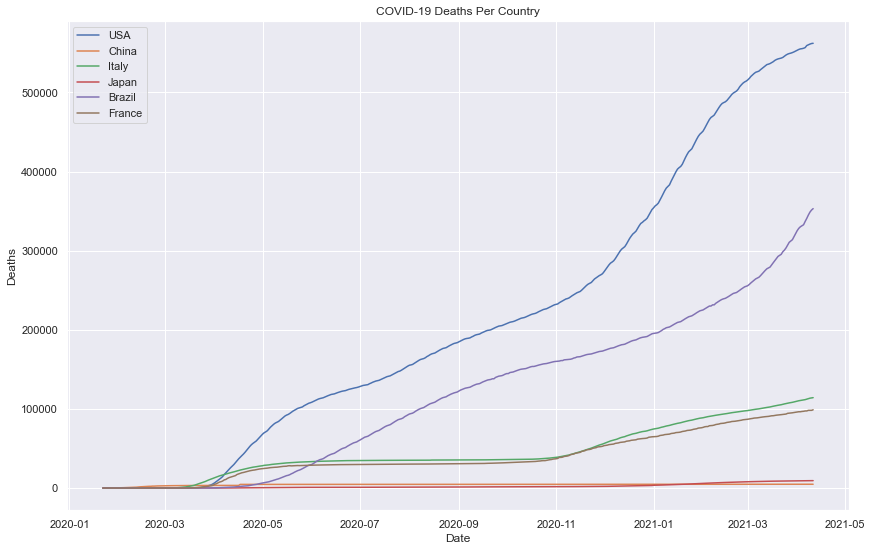 COVID-19 Deaths Per Country
USA
China
Italy
Japan
Brazil
France
500000
400000
300000
200000
100000
0
Deaths
2020-01 2020-03 2020-05 2020-07 2020-09 2020-11 2021-01 2021-03 2021-05
Date